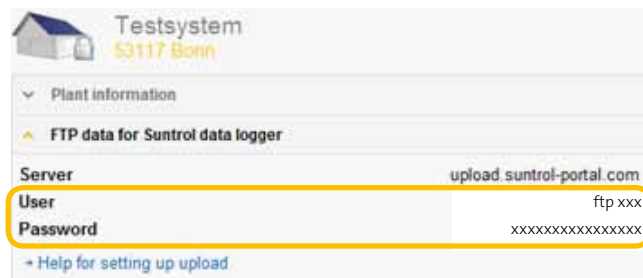 Testsystem
53117 Bonn
Plant information
FTP data for Suntrol data logger
Server upload.suntrol-portal.com
User ftp xxx
Password xxxxxxxxxxxxxxxx
Help for setting up upload